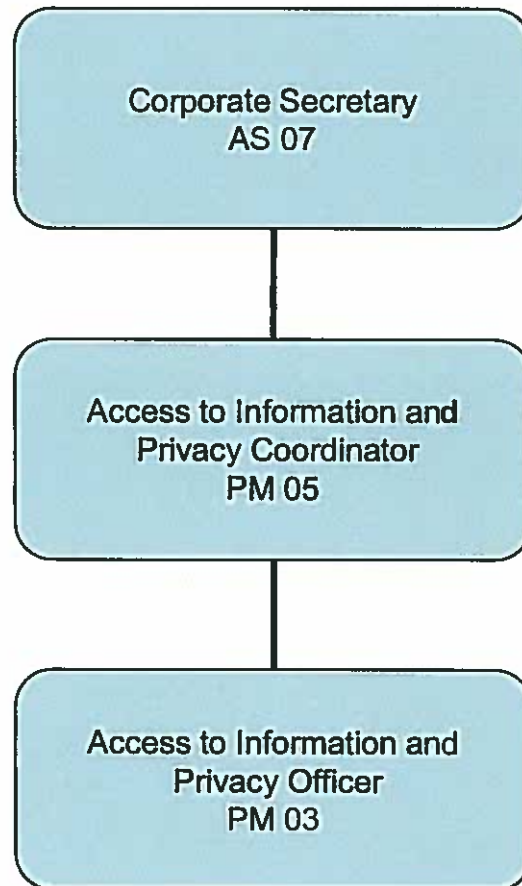 Corporate Secretary
AS 07
Access to Information and
Privacy Coordinator
PM 05
Access to Information and
Privacy Officer
PM 03